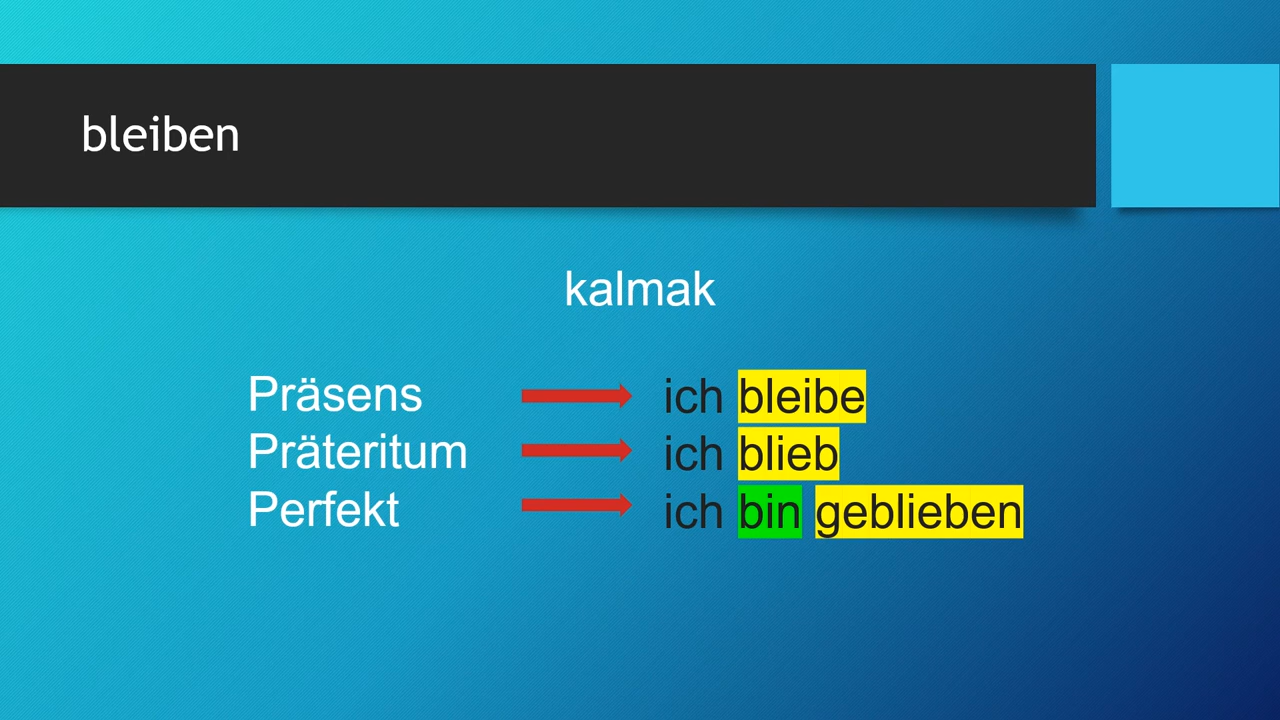 bleiben
kalmak
Präsens ich bleibe
Präteritum ich blieb
Perfekt ich bin geblieben